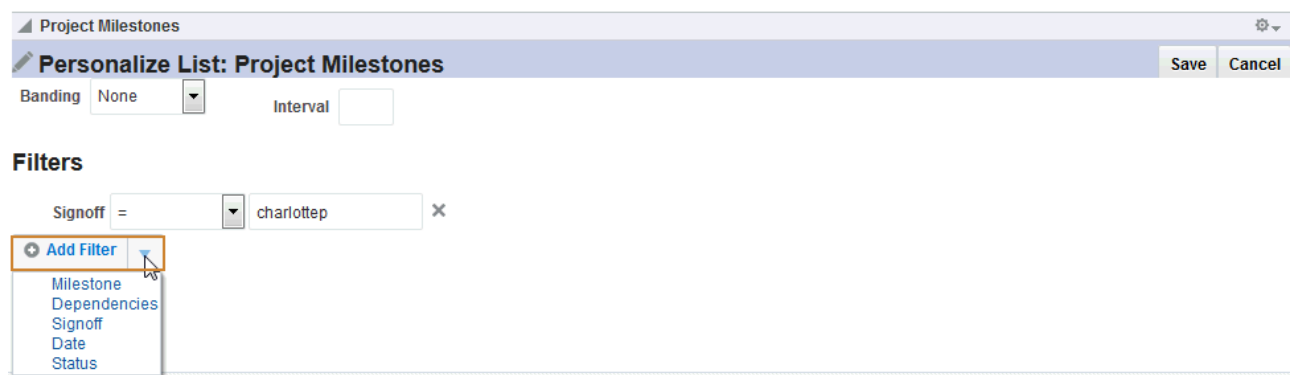 Project Milestones
Personalize List: Project Milestones Save Cancel
Banding None Interval
Filters
Signoff = charlottep
Add Filter
Milestone
Dependencies
Signoff
Date
Status